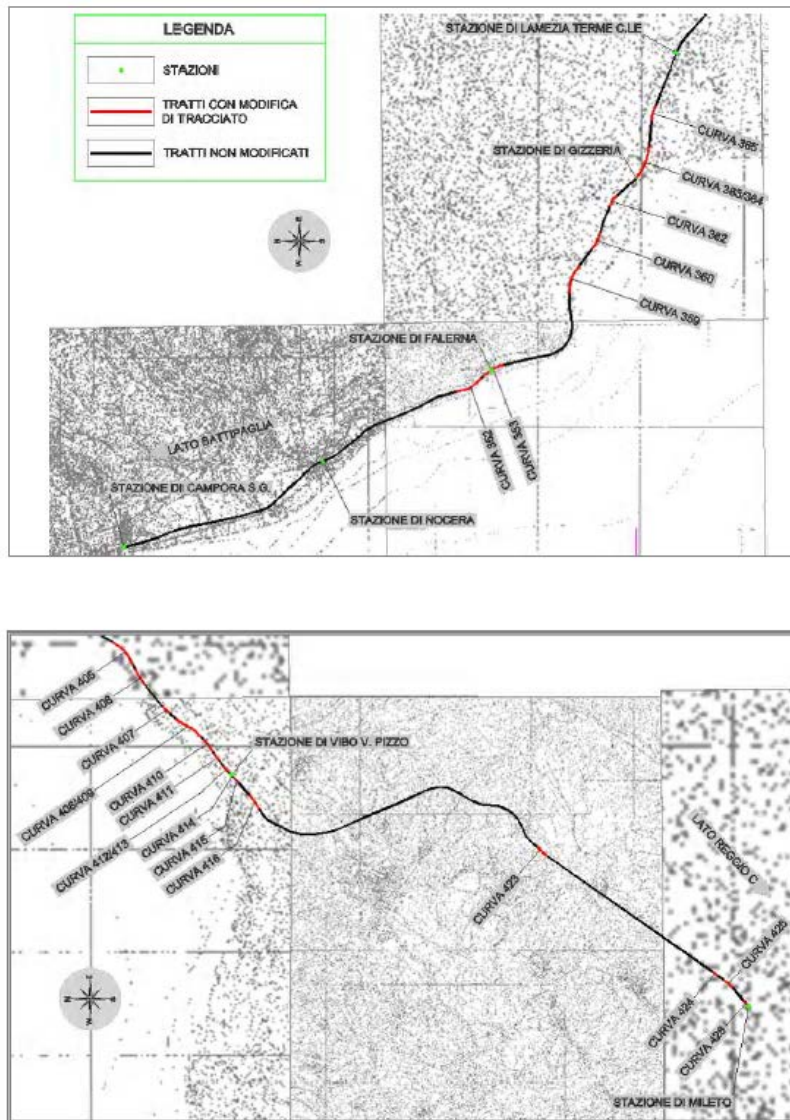 LEGENDA
STAZIONI
TRATTI CON MODIFICA
DI TRACCIATO
TRATTI NON MODIFICATI
STAZIONE DI LAMEZIA TERME C.LE
CURVA 365
STAZIONE DI GIZZERIA
CURVA 363/364
CURVA 362
CURVA 360
CURVA 359
STAZIONE DI FALERNA
CURVA 352
CURVA 353
LATO BATTIPAGLIA
STAZIONE DI CAMPORA S.G.
STAZIONE DI NOCERA
CURVA 405
CURVA 406
CURVA 407
CURVA 408/409
CURVA 410
CURVA 411
CURVA 412/413
CURVA 414
CURVA 415
CURVA 416
STAZIONE DI VIBO V. PIZZO
CURVA 423
LATO REGGIO C.
CURVA 425
CURVA 424
CURVA 426
STAZIONE DI MILETO